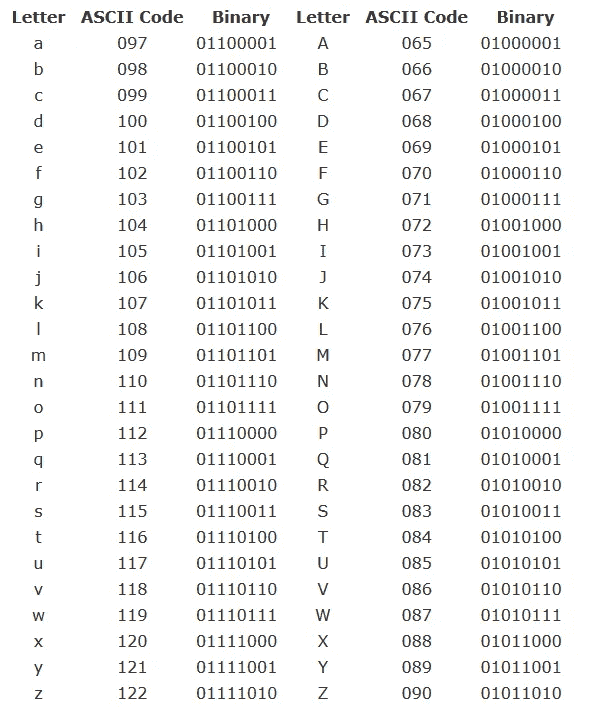 Letter ASCII Code Binary Letter ASCII Code Binary
a 097 01100001 A 065 01000001
b 098 01100010 B 066 01000010
c 099 01100011 C 067 01000011
d 100 01100100 D 068 01000100
e 101 01100101 E 069 01000101
f 102 01100110 F 070 01000110
g 103 01100111 G 071 01000111
h 104 01101000 H 072 01001000
i 105 01101001 I 073 01001001
j 106 01101010 J 074 01001010
k 107 01101011 K 075 01001011
l 108 01101100 L 076 01001100
m 109 01101101 M 077 01001101
n 110 01101110 N 078 01001110
o 111 01101111 O 079 01001111
p 112 01110000 P 080 01010000
q 113 01110001 Q 081 01010001
r 114 01110010 R 082 01010010
s 115 01110011 S 083 01010011
t 116 01110100 T 084 01010100
u 117 01110101 U 085 01010101
v 118 01110110 V 086 01010110
w 119 01110111 W 087 01010111
x 120 01111000 X 088 01011000
y 121 01111001 Y 089 01011001
z 122 01111010 Z 090 01011010